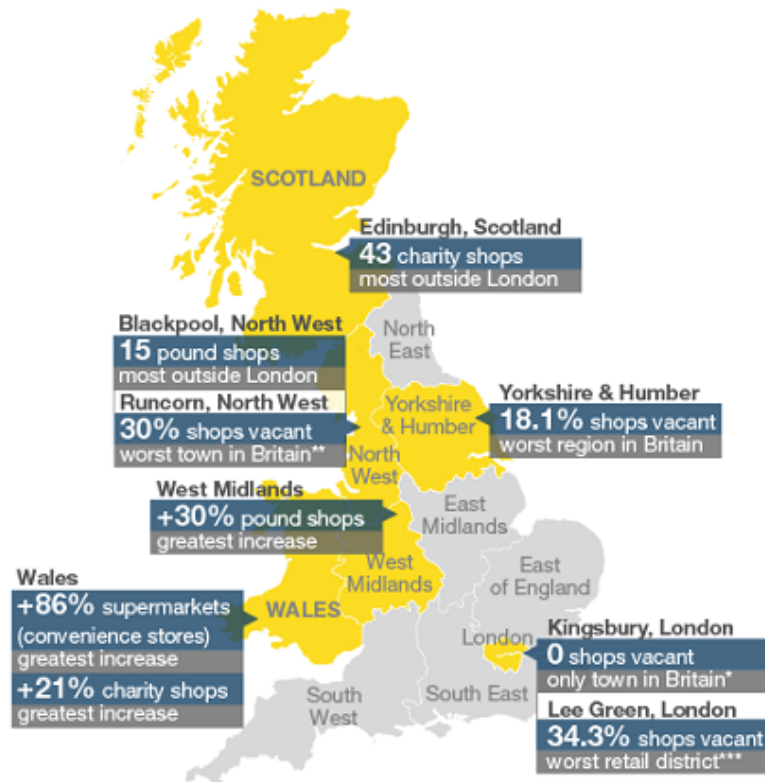 SCOTLAND
Edinburgh, Scotland
43 charity shops
most outside London
Blackpool, North West
15 pound shops
most outside London
North
East
Runcorn, North West
30% shops vacant
worst town in Britain**
Yorkshire
& Humber
Yorkshire & Humber
18.1% shops vacant
worst region in Britain
North
West
West Midlands
+30% pound shops
greatest increase
East
Midlands
West
Midlands
East
of England
Wales
+86% supermarkets
(convenience stores)
greatest increase
+21% charity shops
greatest increase
WALES
London
Kingsbury, London
0 shops vacant
only town in Britain*
South
West
South East
Lee Green, London
34.3% shops vacant
worst retail district***